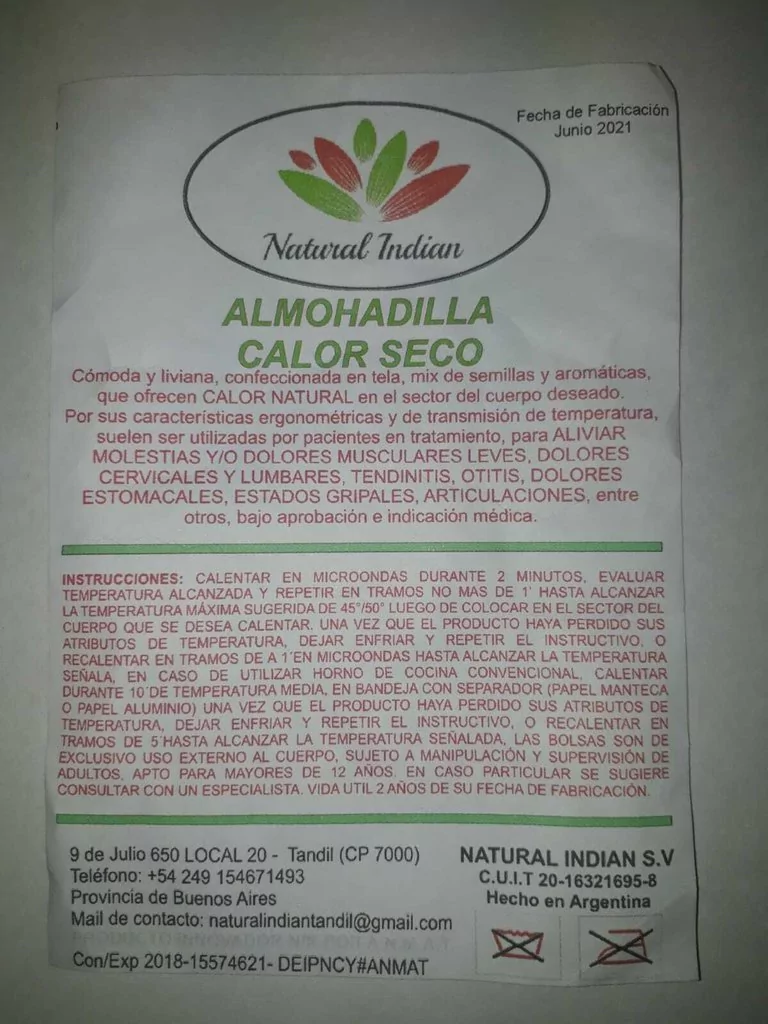 Fecha de Fabricación
Junio 2021
Natural Indian
ALMOHADILLA
CALOR SECO
Cómoda y liviana, confeccionada en tela, mix de semillas y aromáticas,
que ofrecen CALOR NATURAL en el sector del cuerpo deseado.
Por sus características ergonométricas y de transmisión de temperatura,
suelen ser utilizadas por pacientes en tratamiento, para ALIVIAR
MOLESTIAS Y/O DOLORES MUSCULARES LEVES, DOLORES
CERVICALES Y LUMBARES, TENDINITIS, OTITIS, DOLORES
ESTOMACALES, ESTADOS GRIPALES, ARTICULACIONES, entre
otros, bajo aprobación e indicación médica.
INSTRUCCIONES: CALENTAR EN MICROONDAS DURANTE 2 MINUTOS, EVALUAR
TEMPERATURA ALCANZADA Y REPETIR EN TRAMOS NO MAS DE 1' HASTA ALCANZAR
LA TEMPERATURA MÁXIMA SUGERIDA DE 45°/50° LUEGO DE COLOCAR EN EL SECTOR DEL
CUERPO QUE SE DESEA CALENTAR. UNA VEZ QUE EL PRODUCTO HAYA PERDIDO SUS
ATRIBUTOS DE TEMPERATURA, DEJAR ENFRIAR Y REPETIR EL INSTRUCTIVO, O
RECALENTAR EN TRAMOS DE A 1´EN MICROONDAS HASTA ALCANZAR LA TEMPERATURA
SEÑALA, EN CASO DE UTILIZAR HORNO DE COCINA CONVENCIONAL, CALENTAR
DURANTE 10´DE TEMPERATURA MEDIA, EN BANDEJA CON SEPARADOR (PAPEL MANTECA
O PAPEL ALUMINIO) UNA VEZ QUE EL PRODUCTO HAYA PERDIDO SUS ATRIBUTOS DE
TEMPERATURA, DEJAR ENFRIAR Y REPETIR EL INSTRUCTIVO, O RECALENTAR EN
TRAMOS DE 5´HASTA ALCANZAR LA TEMPERATURA SEÑALADA, LAS BOLSAS SON DE
EXCLUSIVO USO EXTERNO AL CUERPO, SUJETO A MANIPULACIÓN Y SUPERVISIÓN DE
ADULTOS, APTO PARA MAYORES DE 12 AÑOS. EN CASO PARTICULAR SE SUGIERE
CONSULTAR CON UN ESPECIALISTA. VIDA UTIL 2 AÑOS DE SU FECHA DE FABRICACIÓN.
9 de Julio 650 LOCAL 20 - Tandil (CP 7000)
Teléfono: +54 249 154671493
Provincia de Buenos Aires
Mail de contacto: naturalindiantandil@gmail.com
Con/Exp 2018-15574621- DEIPNCY#ANMAT
NATURAL INDIAN S.V
C.U.I.T 20-16321695-8
Hecho en Argentina